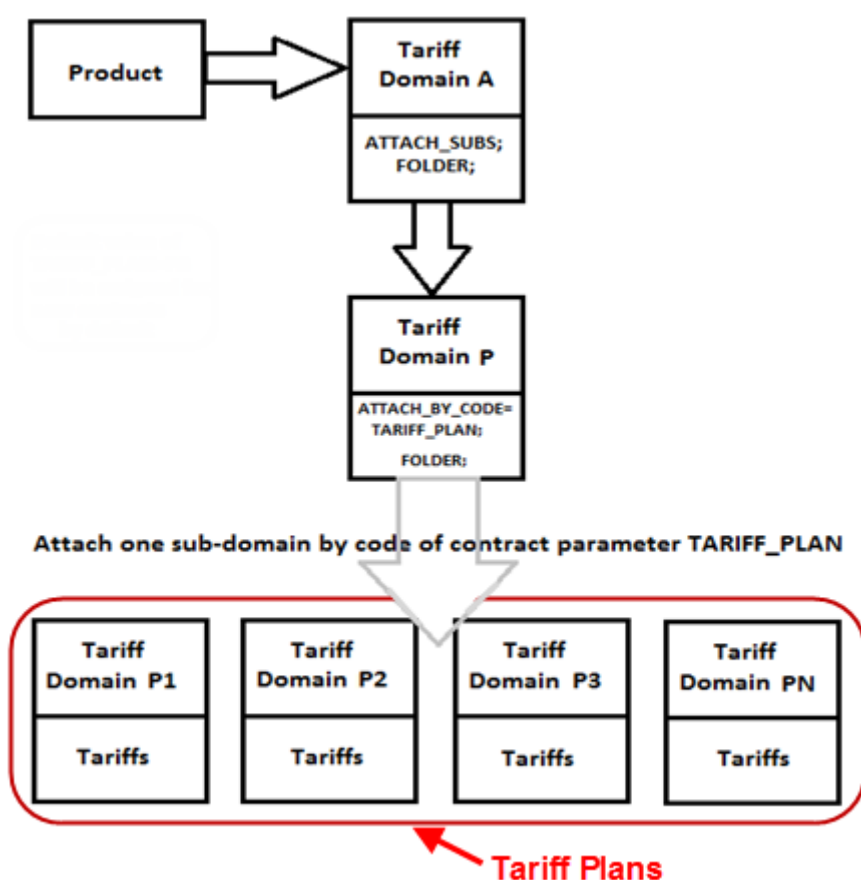 Product
Tariff
Domain A
ATTACH_SUBS;
FOLDER;
Tariff
Domain P
ATTACH_BY_CODE=
TARIFF_PLAN;
FOLDER;
Attach one sub-domain by code of contract parameter TARIFF_PLAN
Tariff
Domain P1
Tariffs
Tariff
Domain P2
Tariffs
Tariff
Domain P3
Tariffs
Tariff
Domain PN
Tariffs
Tariff Plans